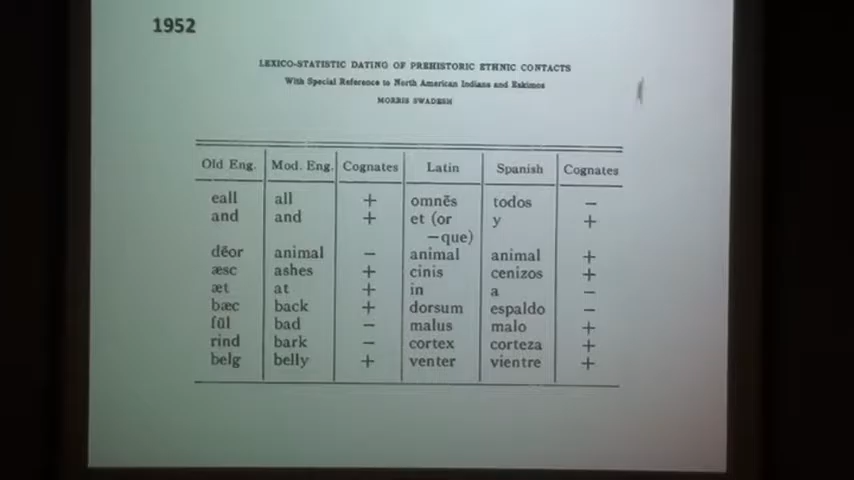 1952
LEXICO-STATISTIC DATING OF PREHISTORIC ETHNIC CONTACTS
With Special Reference to North American Indians and Eskimos
MORRIS SWADESH
Old Eng. Mod. Eng. Cognates Latin Spanish Cognates
eall all + omnēs todos −
and and + et (or y +
−que)
dēor animal − animal animal +
æsc ashes + cinis cenizos +
æt at + in a −
bæc back + dorsum espaldo −
fūl bad − malus malo +
rind bark − cortex corteza +
belg belly + venter vientre +